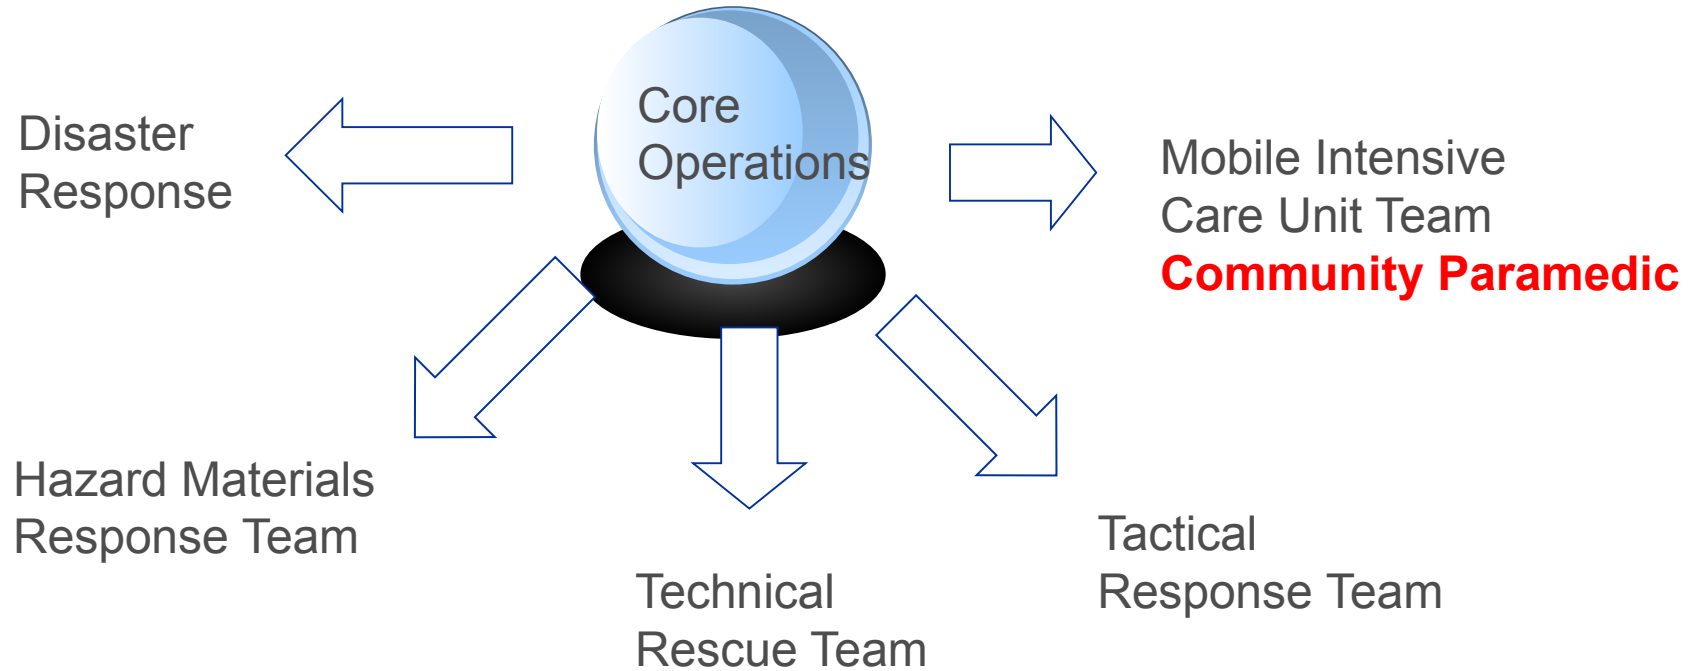 Core
Operations
Disaster
Response
Mobile Intensive
Care Unit Team
Community Paramedic
Hazard Materials
Response Team
Technical
Rescue Team
Tactical
Response Team